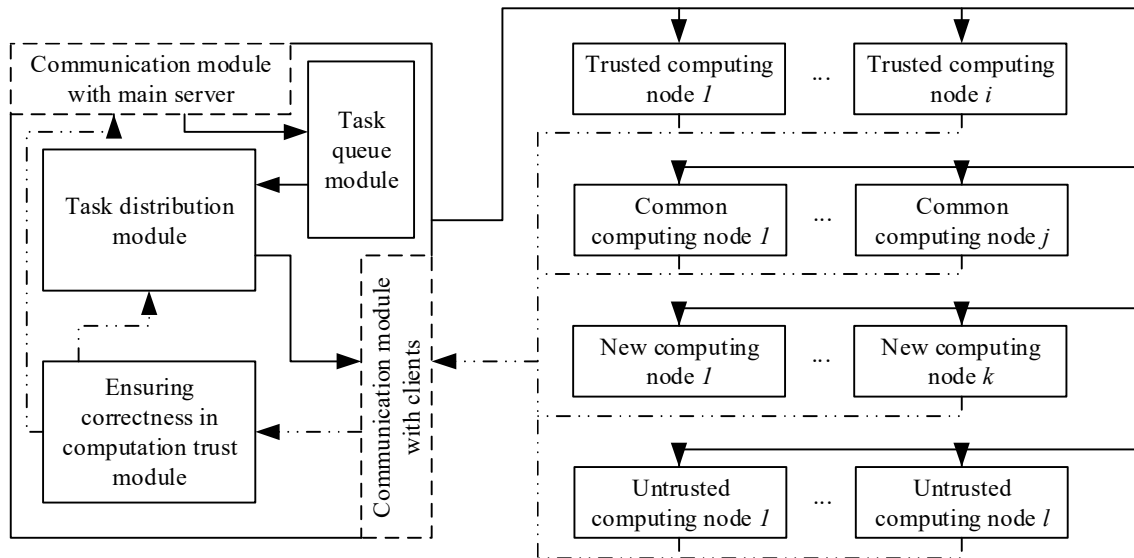 Communication module
with main server
Task
queue
module
Task distribution
module
Ensuring
correctness in
computation trust
module
Communication module
with clients
Trusted computing
node 1
...
Trusted computing
node i
Common
computing node 1
...
Common
computing node j
New computing
node 1
...
New computing
node k
Untrusted
computing node 1
...
Untrusted
computing node l